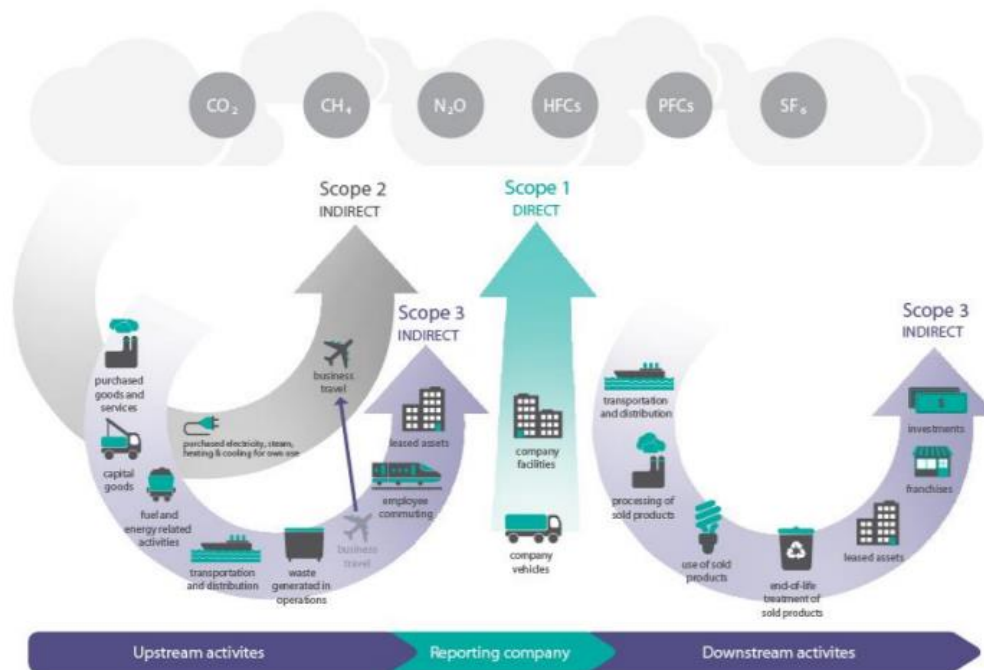 CO₂
CH₄
N₂O
HFCs
PFCs
SF₆
Scope 2
INDIRECT
Scope 1
DIRECT
Scope 3
INDIRECT
Scope 3
INDIRECT
purchased
goods and
services
capital
goods
fuel and
energy related
activities
purchased electricity, steam,
heating & cooling for own use
business
travel
transportation
and distribution
waste
generated in
operations
business
travel
employee
commuting
leased assets
company
facilities
company
vehicles
transportation
and distribution
processing of
sold products
use of sold
products
end-of-life
treatment of
sold products
leased assets
franchises
$
investments
Upstream activites
Reporting company
Downstream activites